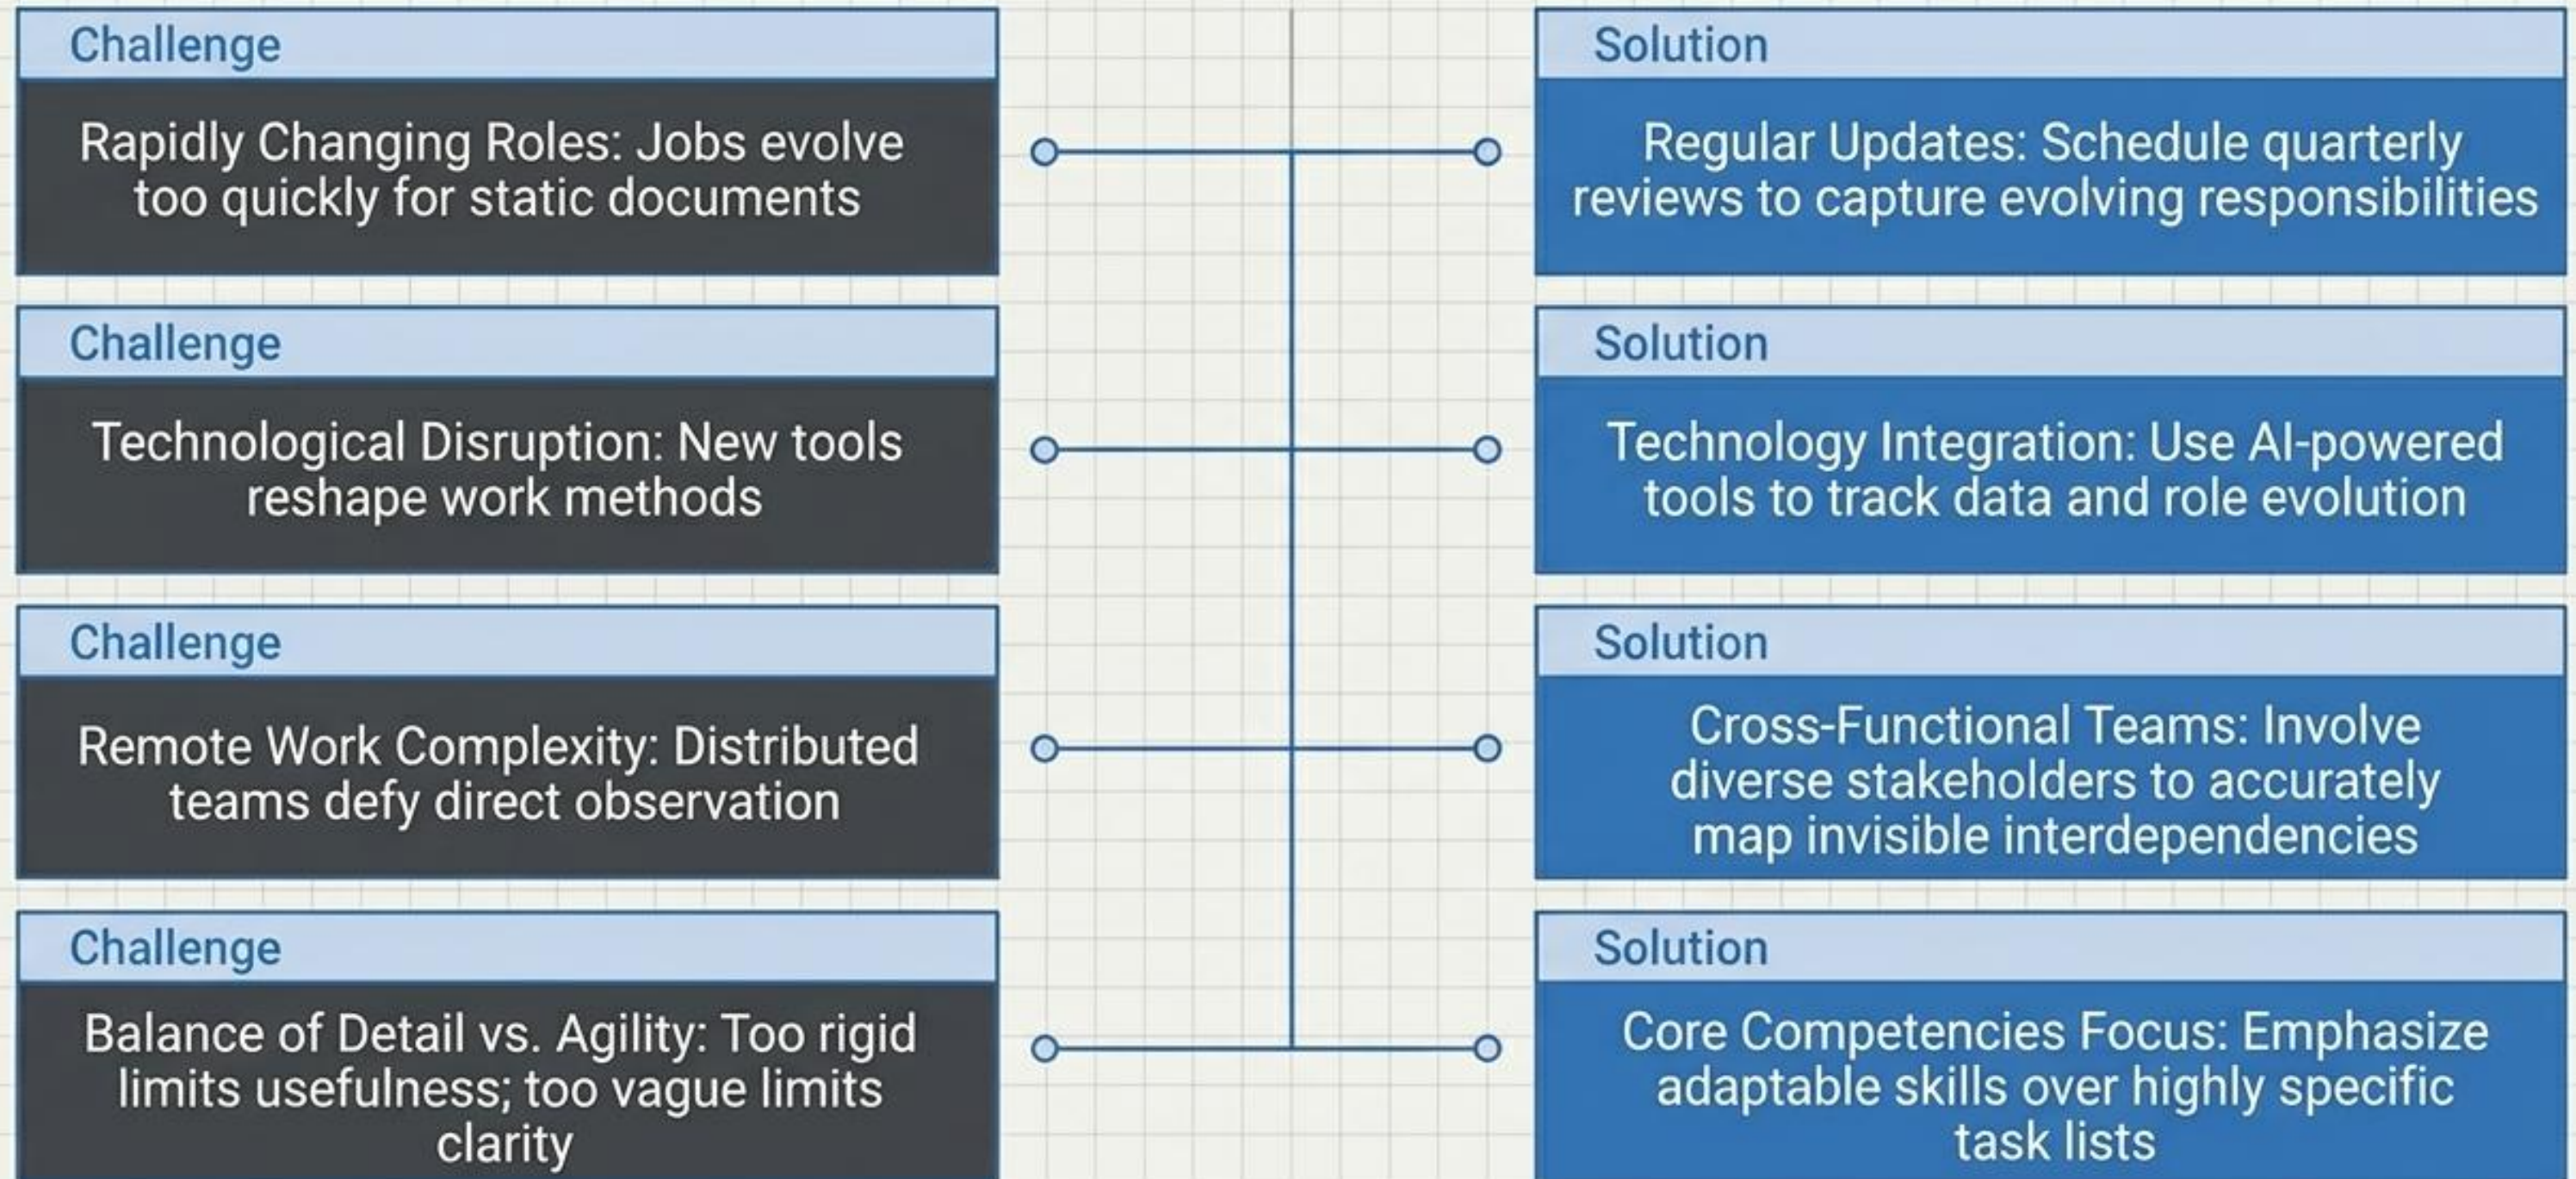 Challenge
Rapidly Changing Roles: Jobs evolve
too quickly for static documents
Solution
Regular Updates: Schedule quarterly
reviews to capture evolving responsibilities
Challenge
Technological Disruption: New tools
reshape work methods
Solution
Technology Integration: Use AI-powered
tools to track data and role evolution
Challenge
Remote Work Complexity: Distributed
teams defy direct observation
Solution
Cross-Functional Teams: Involve
diverse stakeholders to accurately
map invisible interdependencies
Challenge
Balance of Detail vs. Agility: Too rigid
limits usefulness; too vague limits
clarity
Solution
Core Competencies Focus: Emphasize
adaptable skills over highly specific
task lists